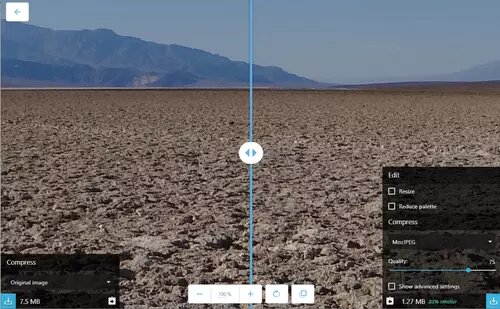 Edit
Resize
Reduce palette
Compress
MozJPEG
Quality: 75
Show advanced settings
1.27 MB 83% smaller
Compress
Original image
7.5 MB
100 %